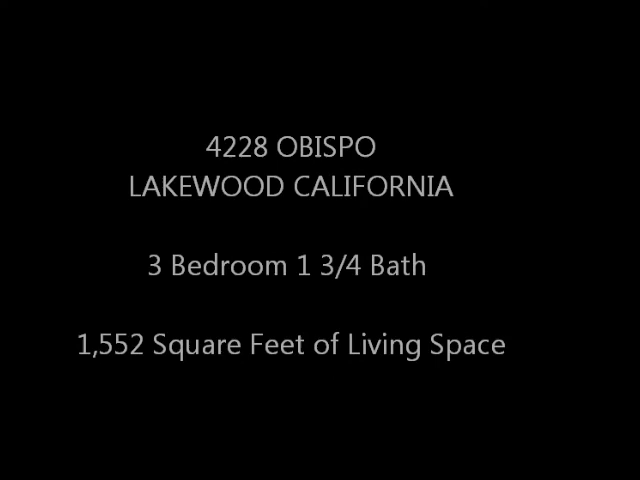 4228 OBISPO
LAKEWOOD CALIFORNIA
3 Bedroom 1 3/4 Bath
1,552 Square Feet of Living Space